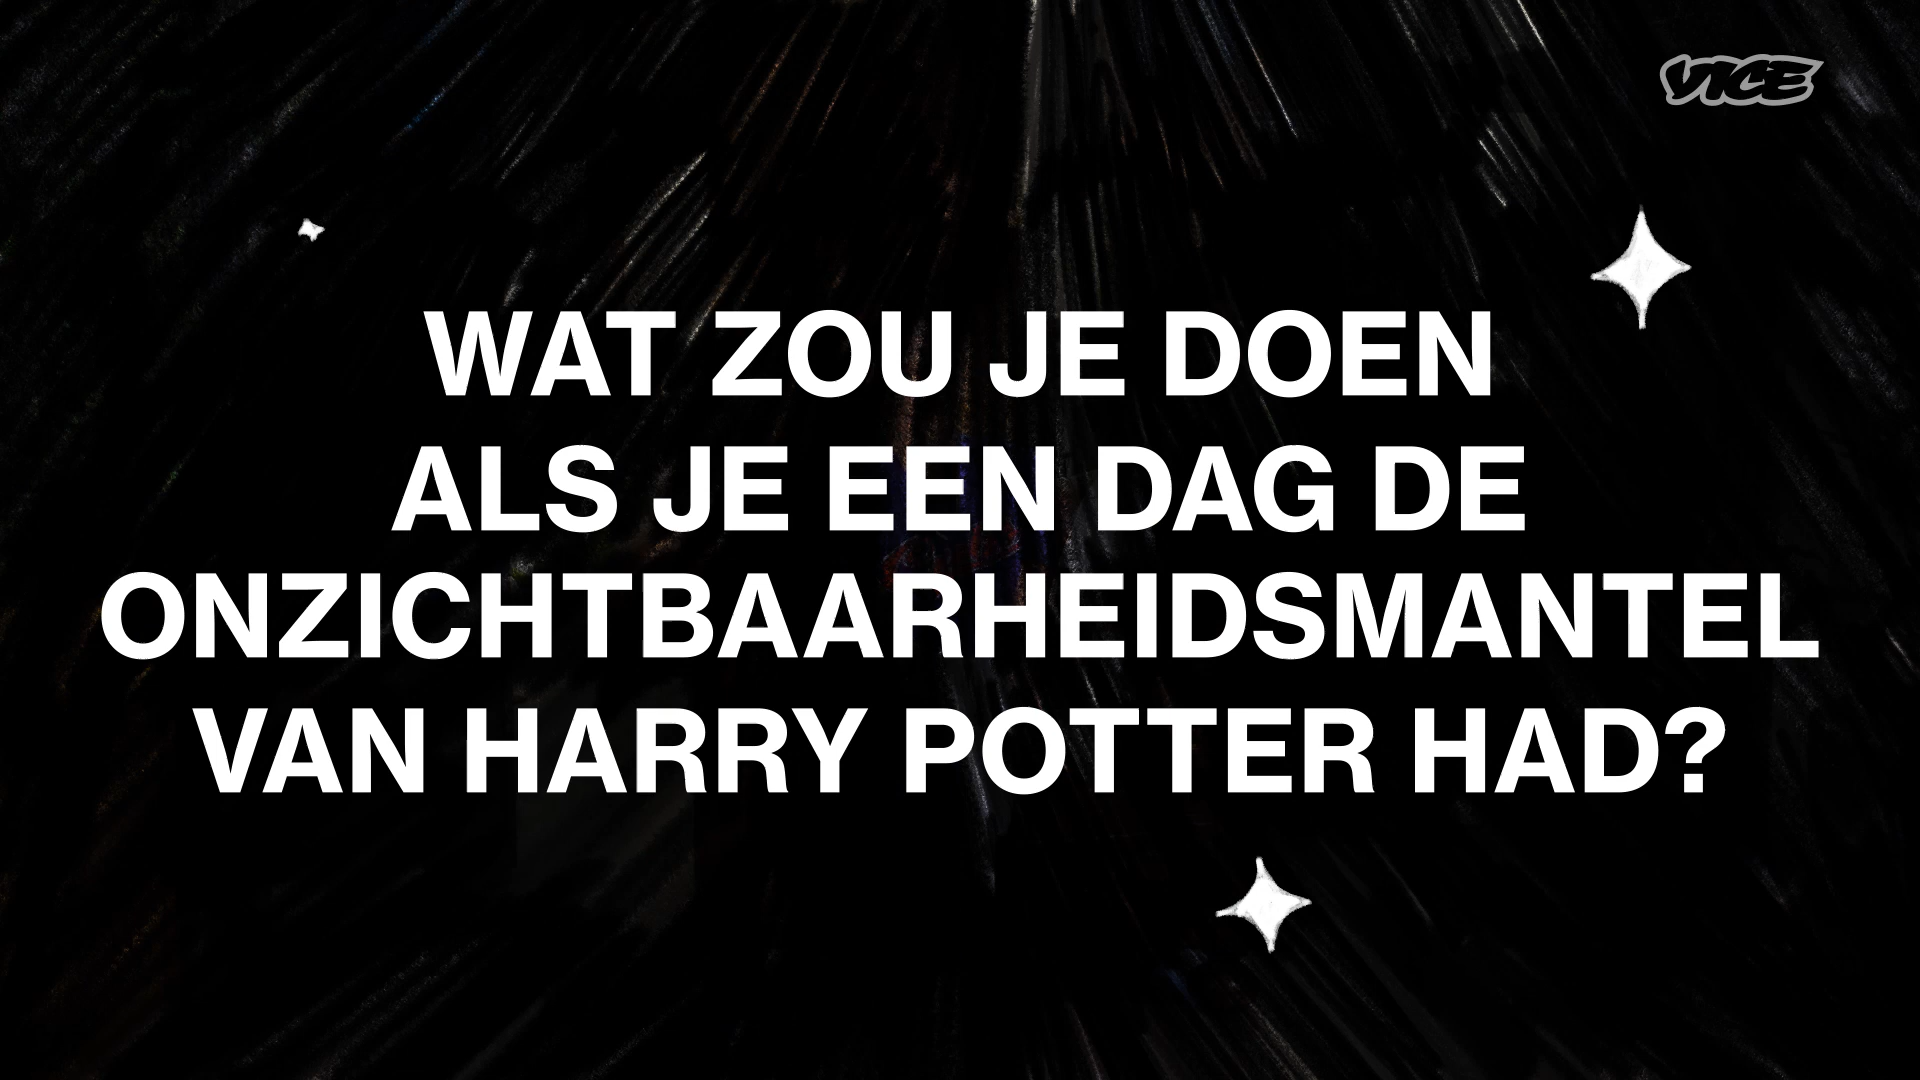 VICE
WAT ZOU JE DOEN
ALS JE EEN DAG DE
ONZICHTBAARHEIDSMANTEL
VAN HARRY POTTER HAD?